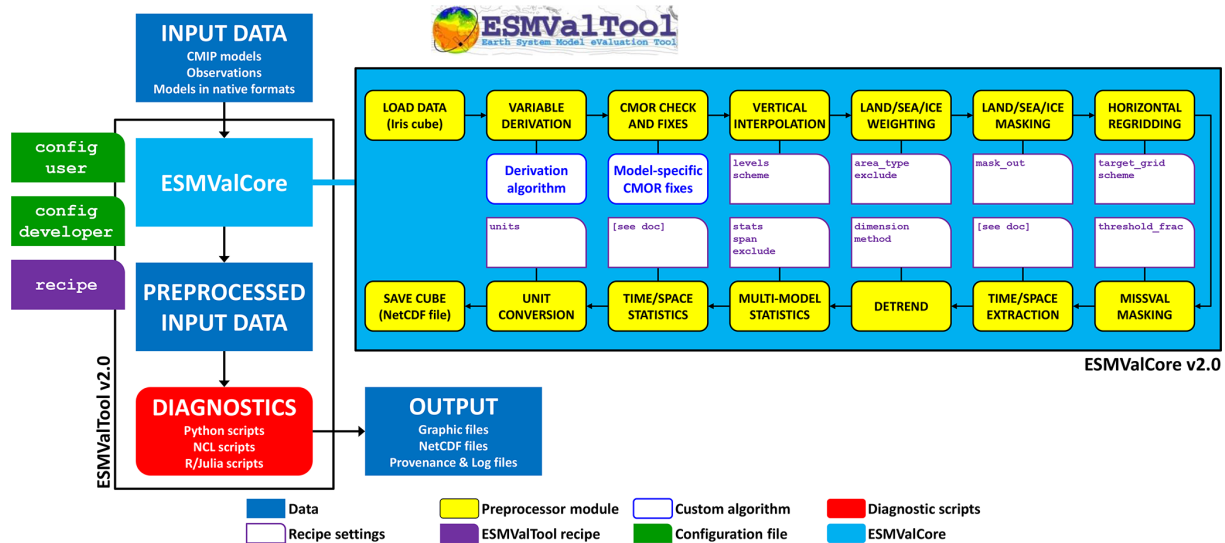 ESMValTool
Earth System Model eValuation Tool
INPUT DATA
CMIP models
Observations
Models in native formats
config
user
config
developer
recipe
ESMValCore
PREPROCESSED
INPUT DATA
DIAGNOSTICS
Python scripts
NCL scripts
R/Julia scripts
ESMValTool v2.0
OUTPUT
Graphic files
NetCDF files
Provenance & Log files
LOAD DATA
(Iris cube)
VARIABLE
DERIVATION
CMOR CHECK
AND FIXES
VERTICAL
INTERPOLATION
LAND/SEA/ICE
WEIGHTING
LAND/SEA/ICE
MASKING
HORIZONTAL
REGRIDDING
Derivation
algorithm
Model-specific
CMOR fixes
levels
scheme
area_type
exclude
mask_out
target_grid
scheme
units
[see doc]
stats
span
exclude
dimension
method
[see doc]
threshold_frac
SAVE CUBE
(NetCDF file)
UNIT
CONVERSION
TIME/SPACE
STATISTICS
MULTI-MODEL
STATISTICS
DETREND
TIME/SPACE
EXTRACTION
MISSVAL
MASKING
ESMValCore v2.0
Data
Preprocessor module
Custom algorithm
Diagnostic scripts
Recipe settings
ESMValTool recipe
Configuration file
ESMValCore